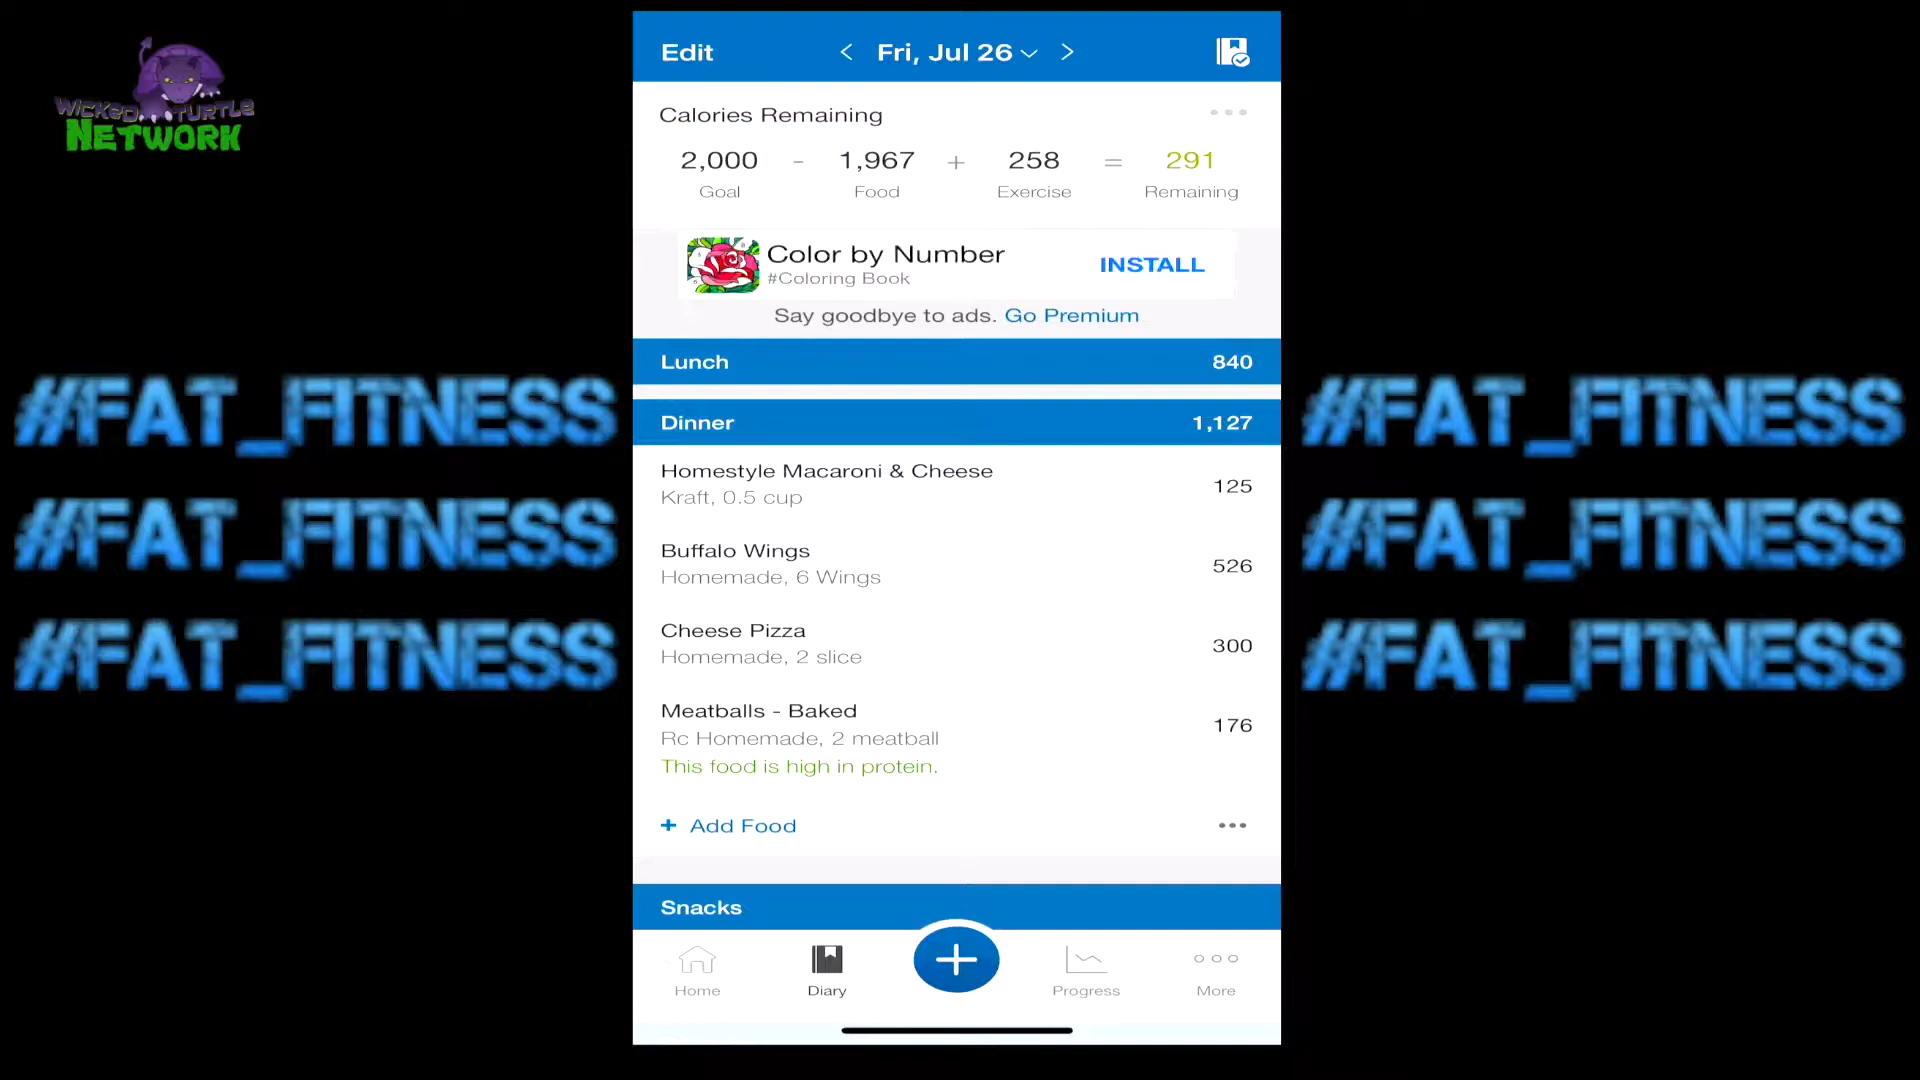 WICKED TURTLE
NETWORK
Edit < Fri, Jul 26 >
Calories Remaining
2,000 - 1,967 + 258 = 291
Goal Food Exercise Remaining
Color by Number
#Coloring Book
INSTALL
Say goodbye to ads. Go Premium
Lunch 840
Dinner 1,127
Homestyle Macaroni & Cheese
Kraft, 0.5 cup
125
Buffalo Wings
Homemade, 6 Wings
526
Cheese Pizza
Homemade, 2 slice
300
Meatballs - Baked
Rc Homemade, 2 meatball
176
This food is high in protein.
+ Add Food
Snacks
Home Diary Progress More
#FAT_FITNESS
#FAT_FITNESS
#FAT_FITNESS
#FAT_FITNESS
#FAT_FITNESS
#FAT_FITNESS